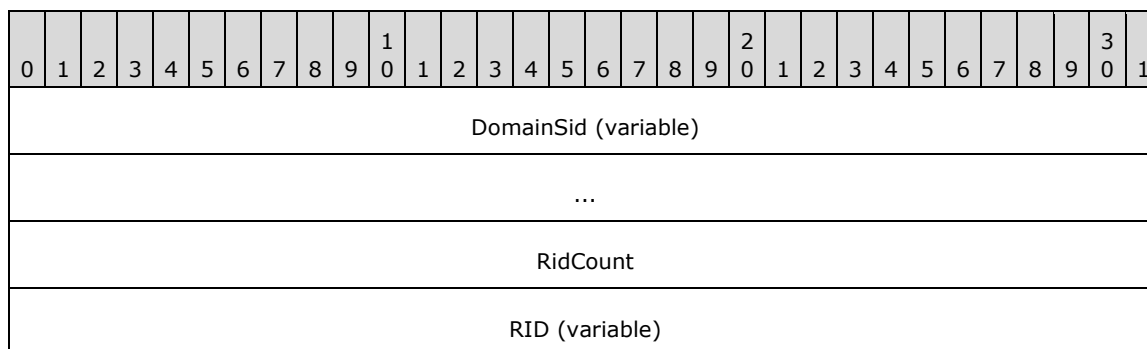 1 2 3
0 1 2 3 4 5 6 7 8 9 0 1 2 3 4 5 6 7 8 9 0 1 2 3 4 5 6 7 8 9 0 1
DomainSid (variable)
...
RidCount
RID (variable)